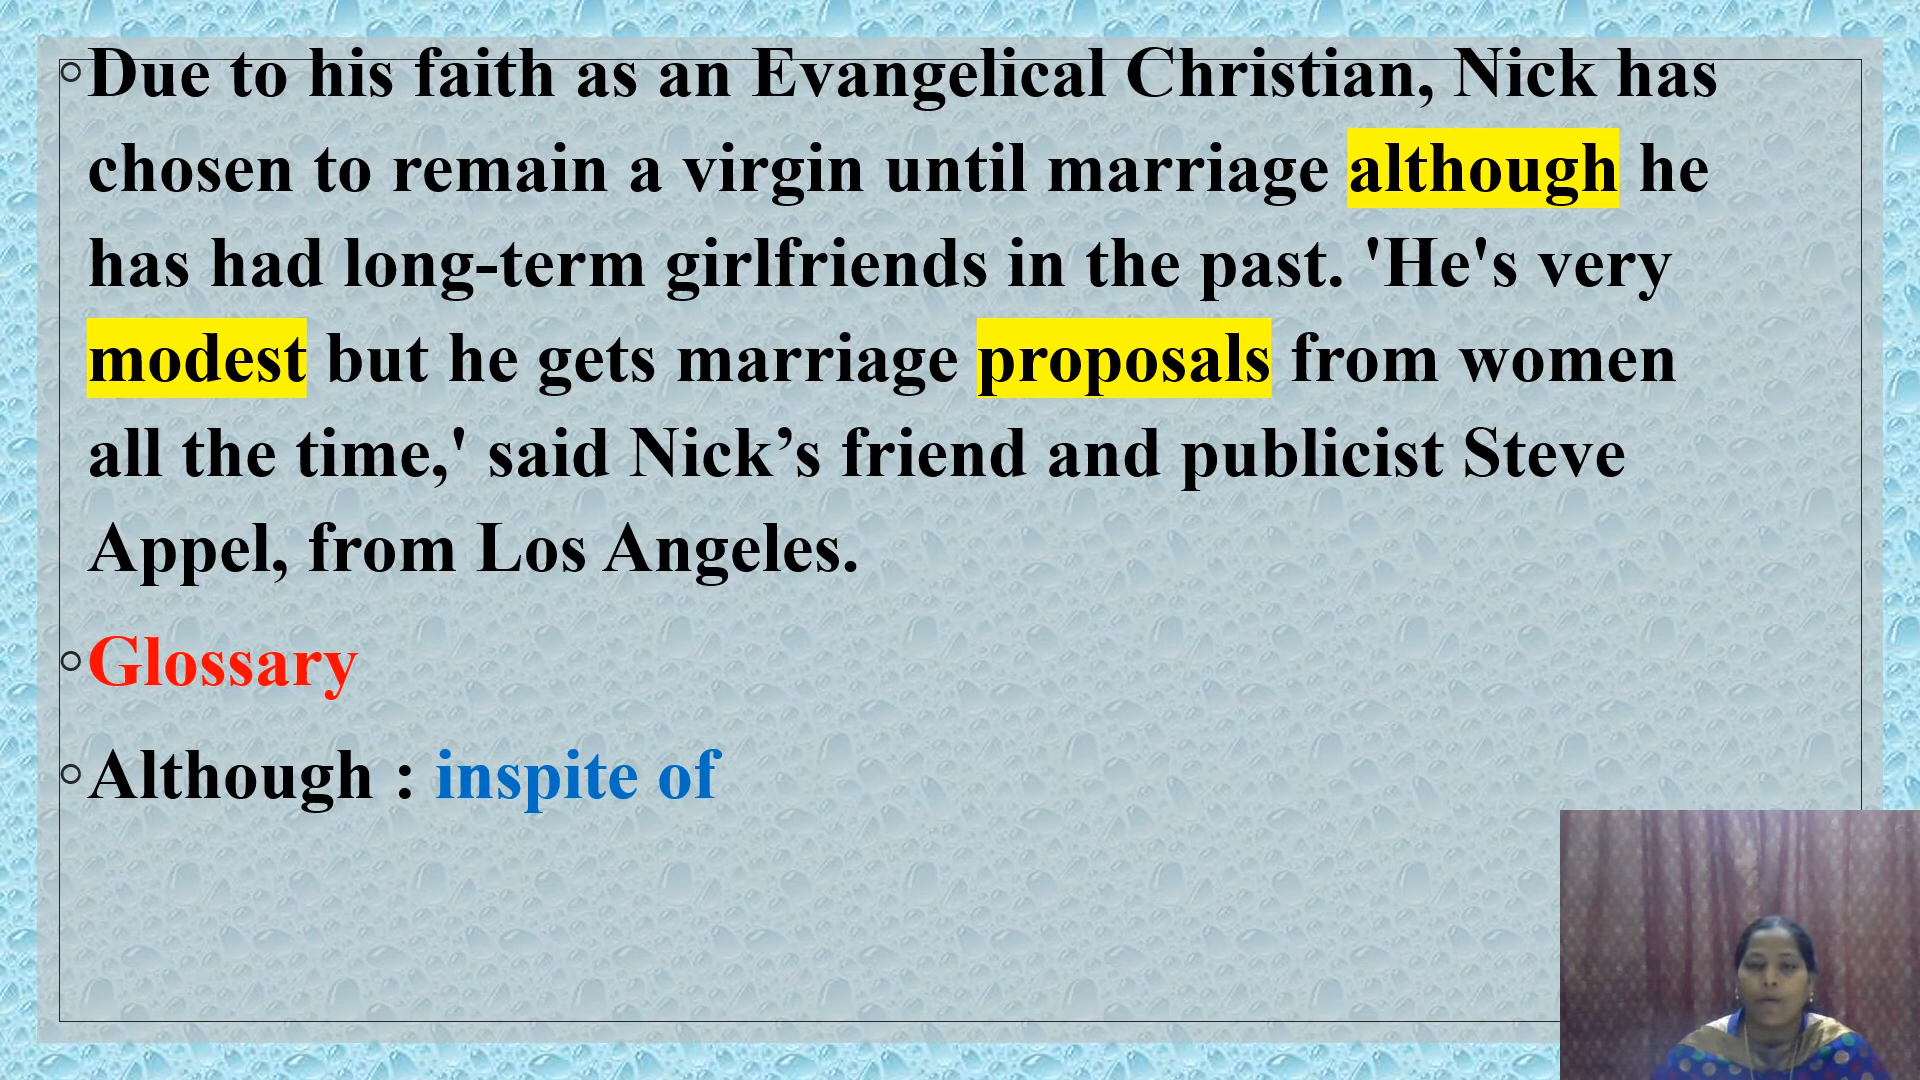 Due to his faith as an Evangelical Christian, Nick has
chosen to remain a virgin until marriage although he
has had long-term girlfriends in the past. 'He's very
modest but he gets marriage proposals from women
all the time,' said Nick’s friend and publicist Steve
Appel, from Los Angeles.
Glossary
Although : inspite of